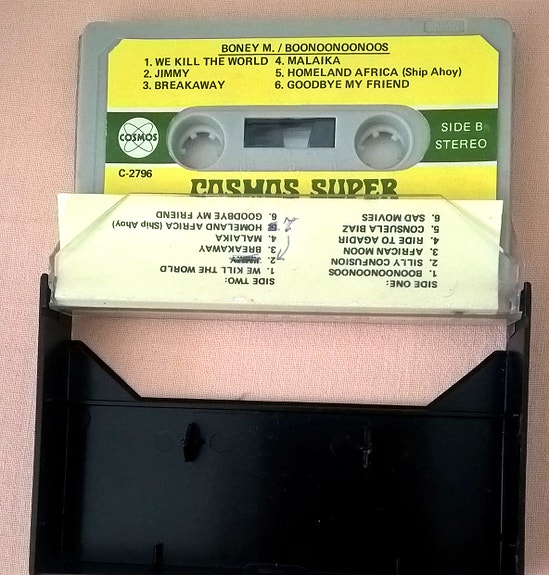 BONEY M. / BOONOONOONOOS
1. WE KILL THE WORLD 4. MALAIKA
2. JIMMY 5. HOMELAND AFRICA (Ship Ahoy)
3. BREAKAWAY 6. GOODBYE MY FRIEND
COSMOS
SIDE B
STEREO
C-2796
COSMOS SUPER
SIDE ONE:
1. BOONOONOONOOS
2. SILLY CONFUSION
3. AFRICAN MOON
4. RIDE TO AGADIR
5. CONSUELA BIAZ
6. SAD MOVIES
SIDE TWO:
1. WE KILL THE WORLD
2. JIMMY
3. BREAKAWAY
4. MALAIKA
HOMELAND AFRICA (Ship Ahoy)
6. GOODBYE MY FRIEND